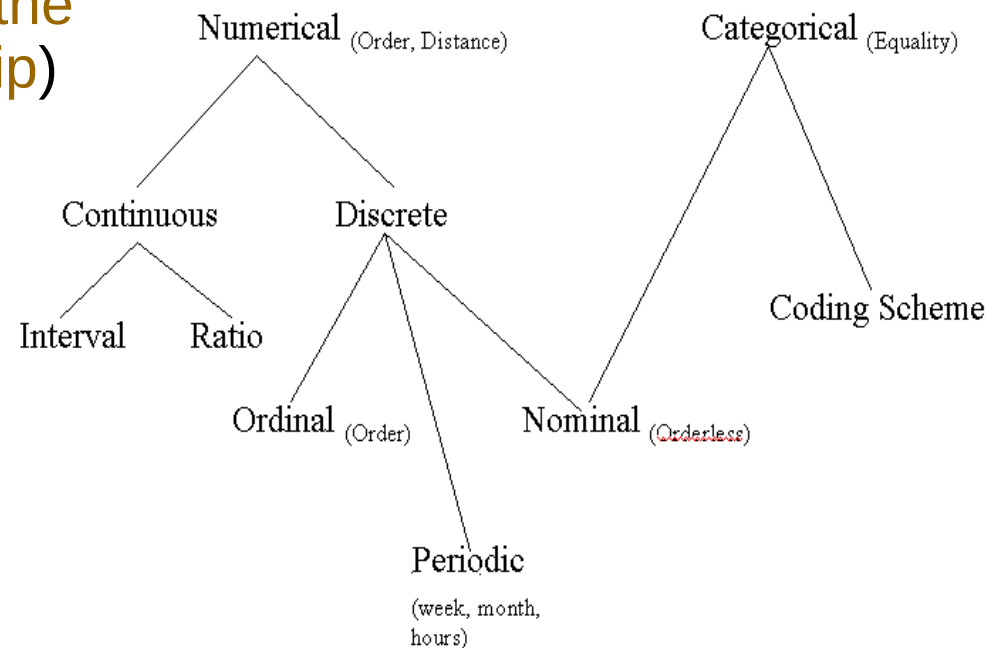 the
ip)
Numerical (Order, Distance)
Categorical (Equality)
Continuous
Discrete
Coding Scheme
Interval
Ratio
Ordinal (Order)
Nominal (Orderless)
Periodic
(week, month,
hours)